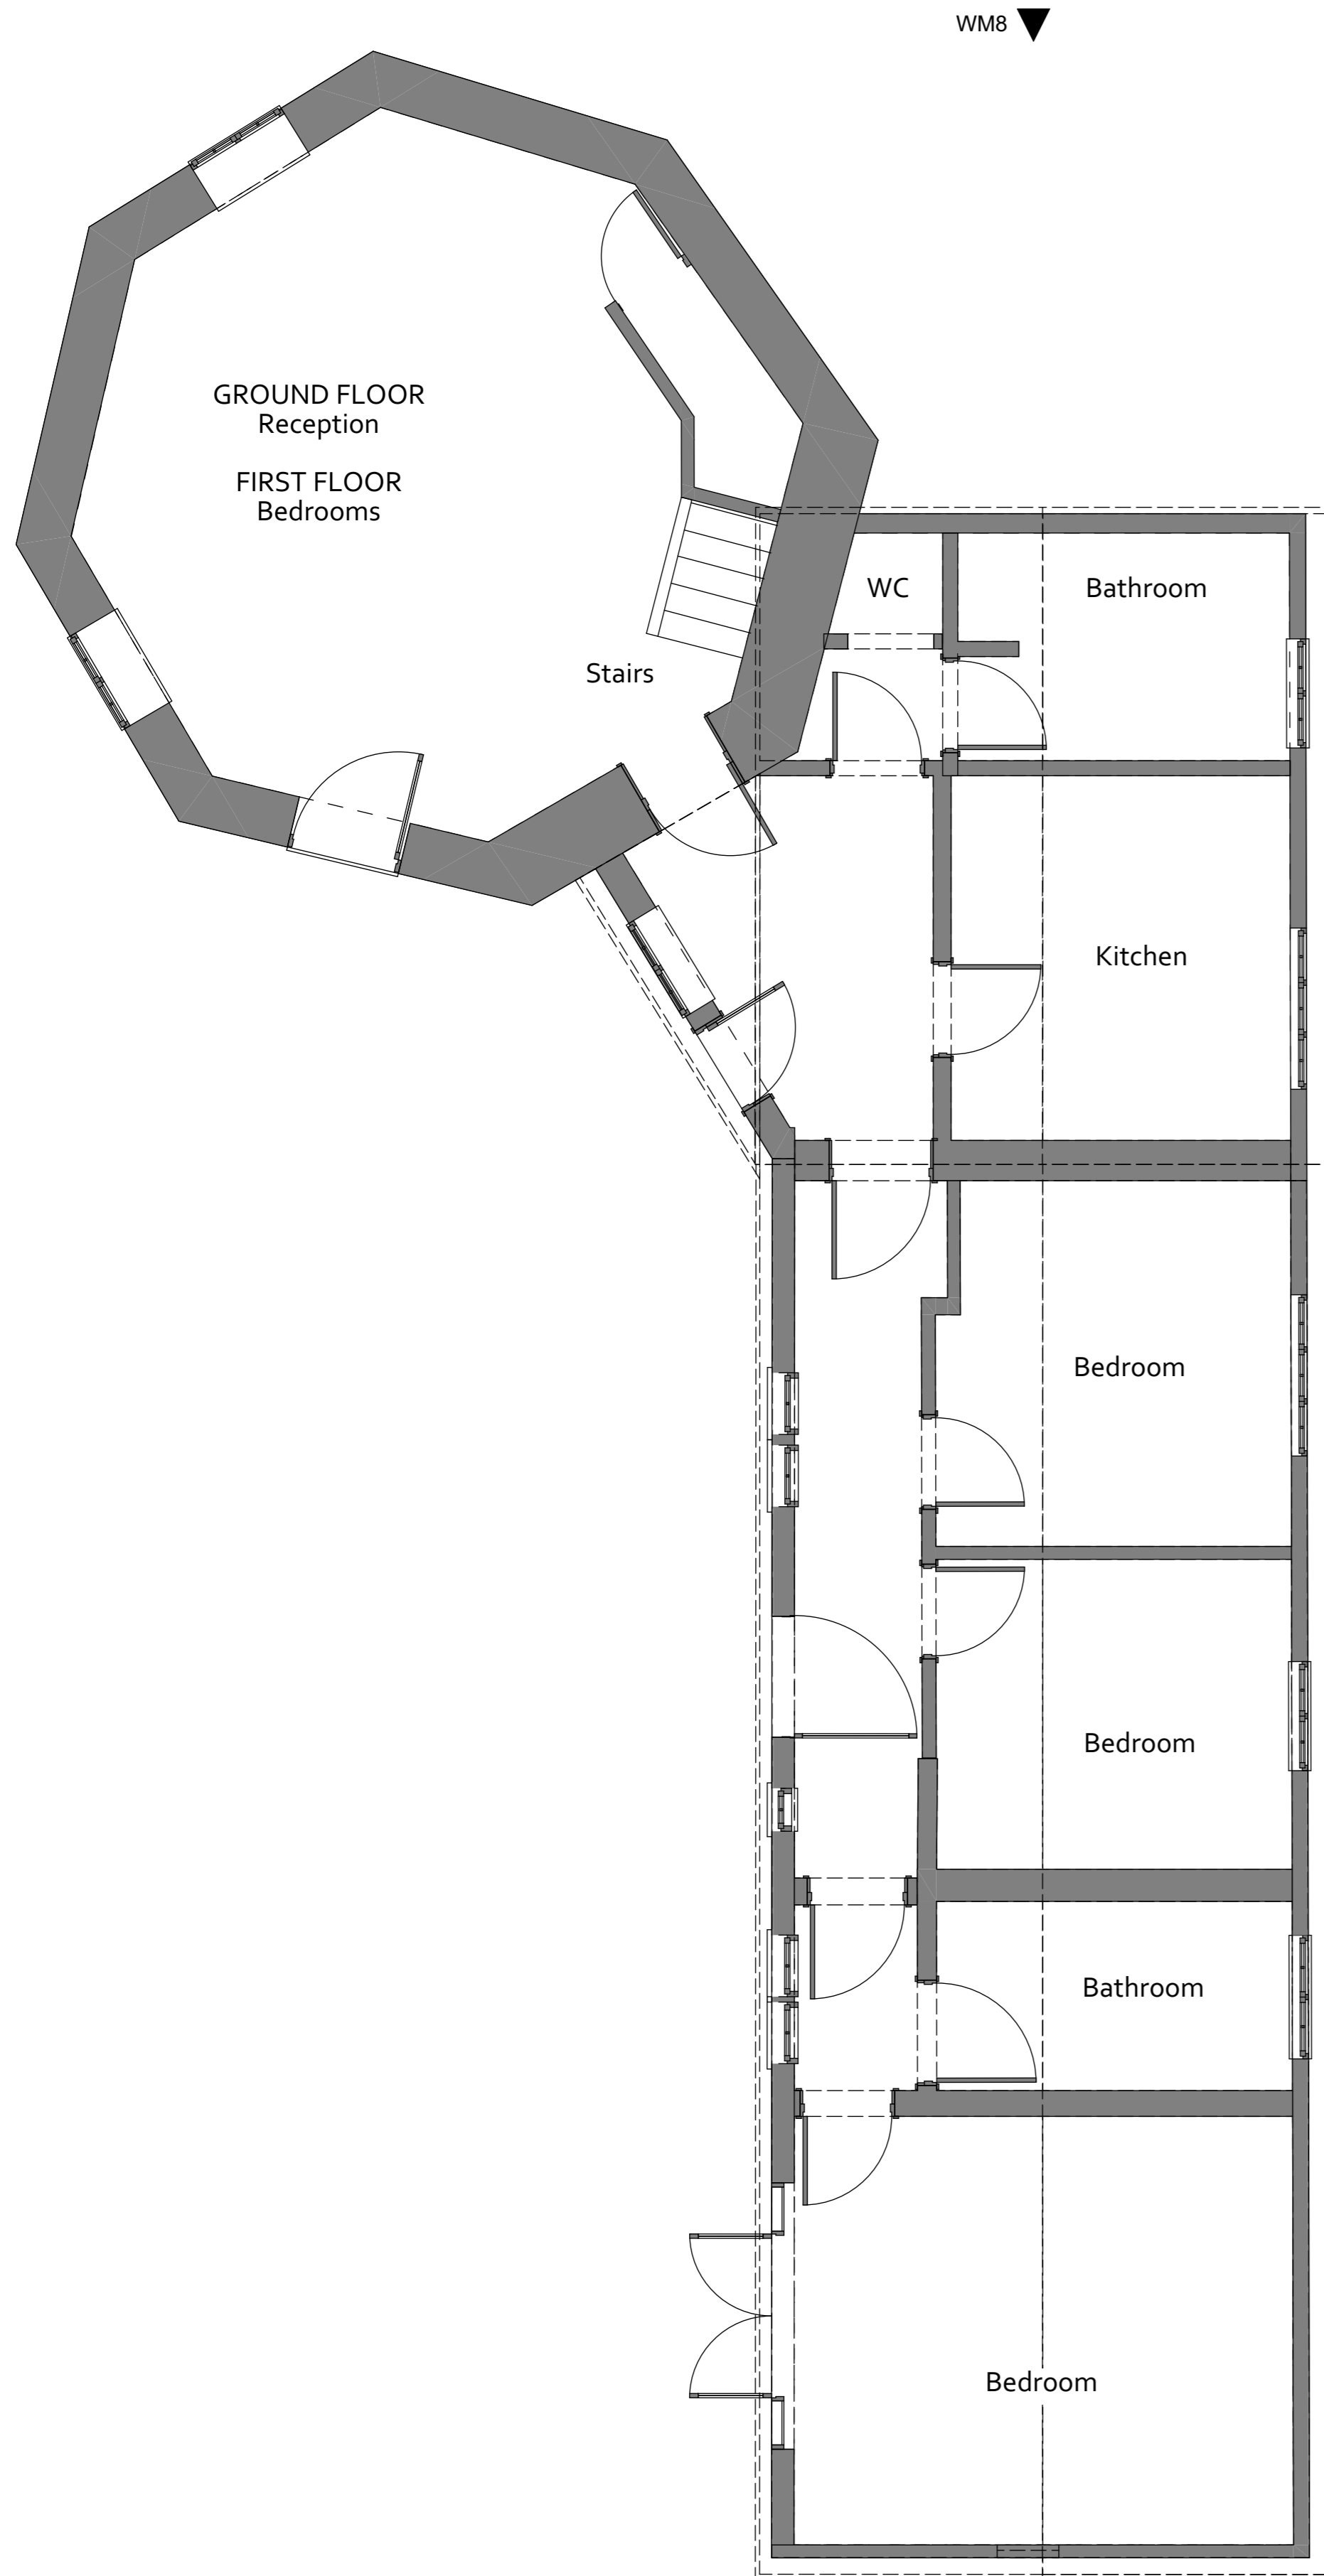 WM8
GROUND FLOOR
Reception
FIRST FLOOR
Bedrooms
WC
Bathroom
Stairs
Kitchen
Bedroom
Bedroom
Bathroom
Bedroom